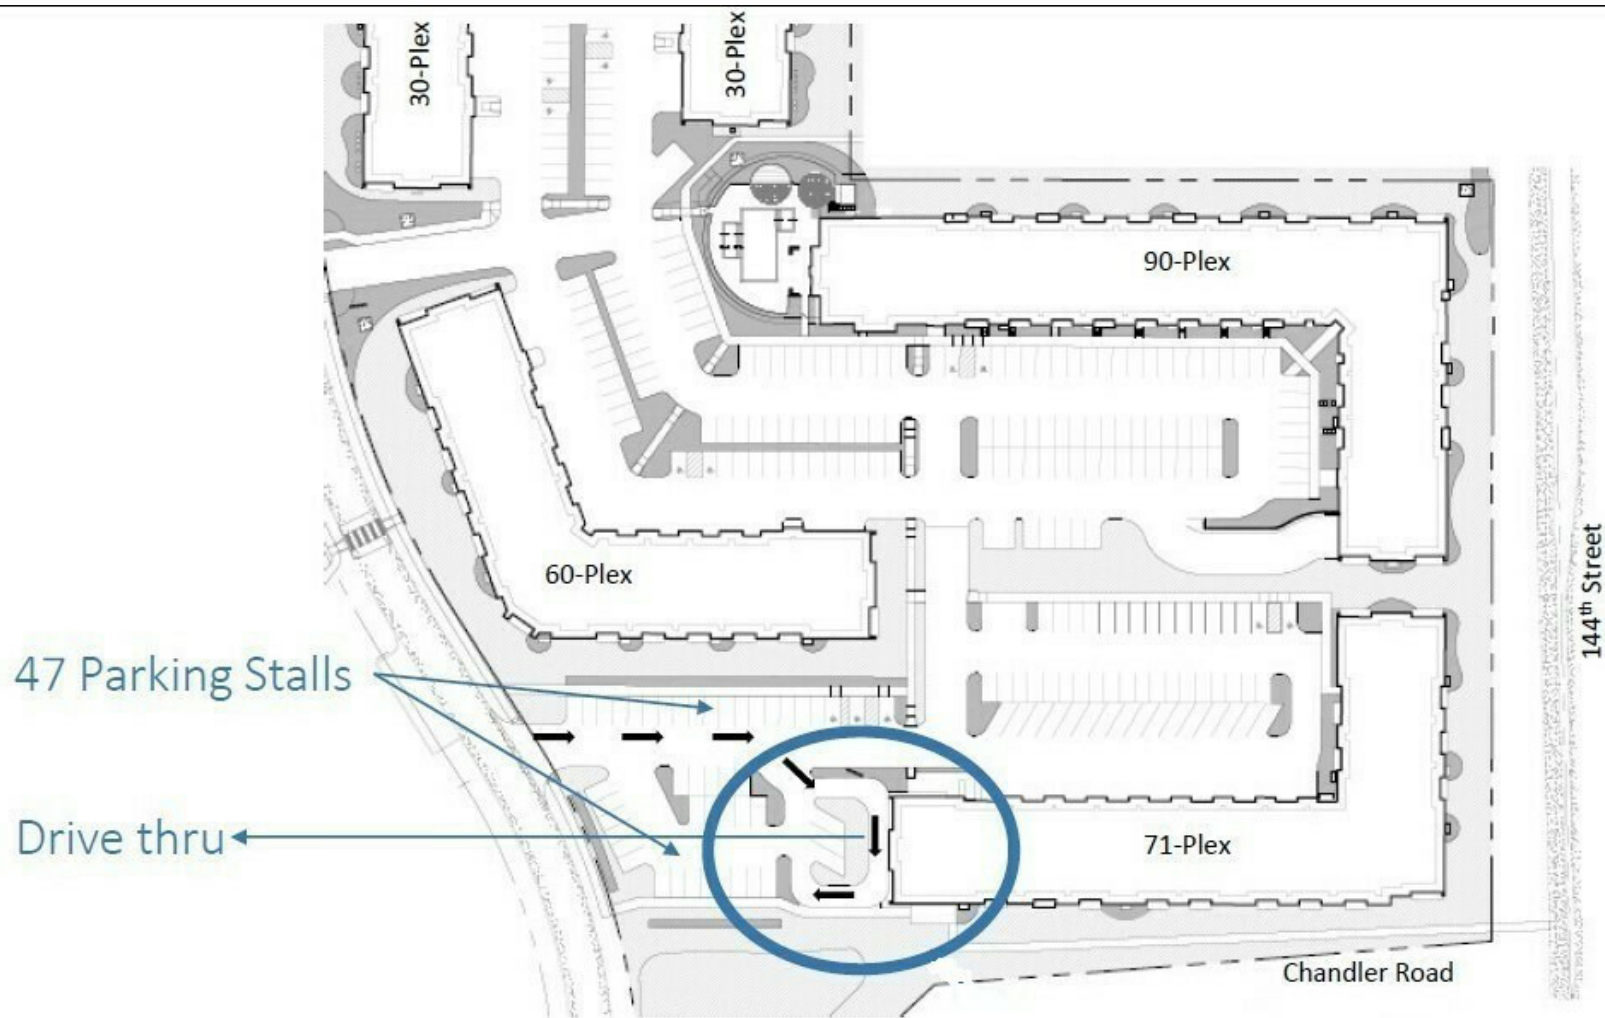 30-Plex
30-Plex
90-Plex
60-Plex
144th Street
47 Parking Stalls
Drive thru
71-Plex
Chandler Road